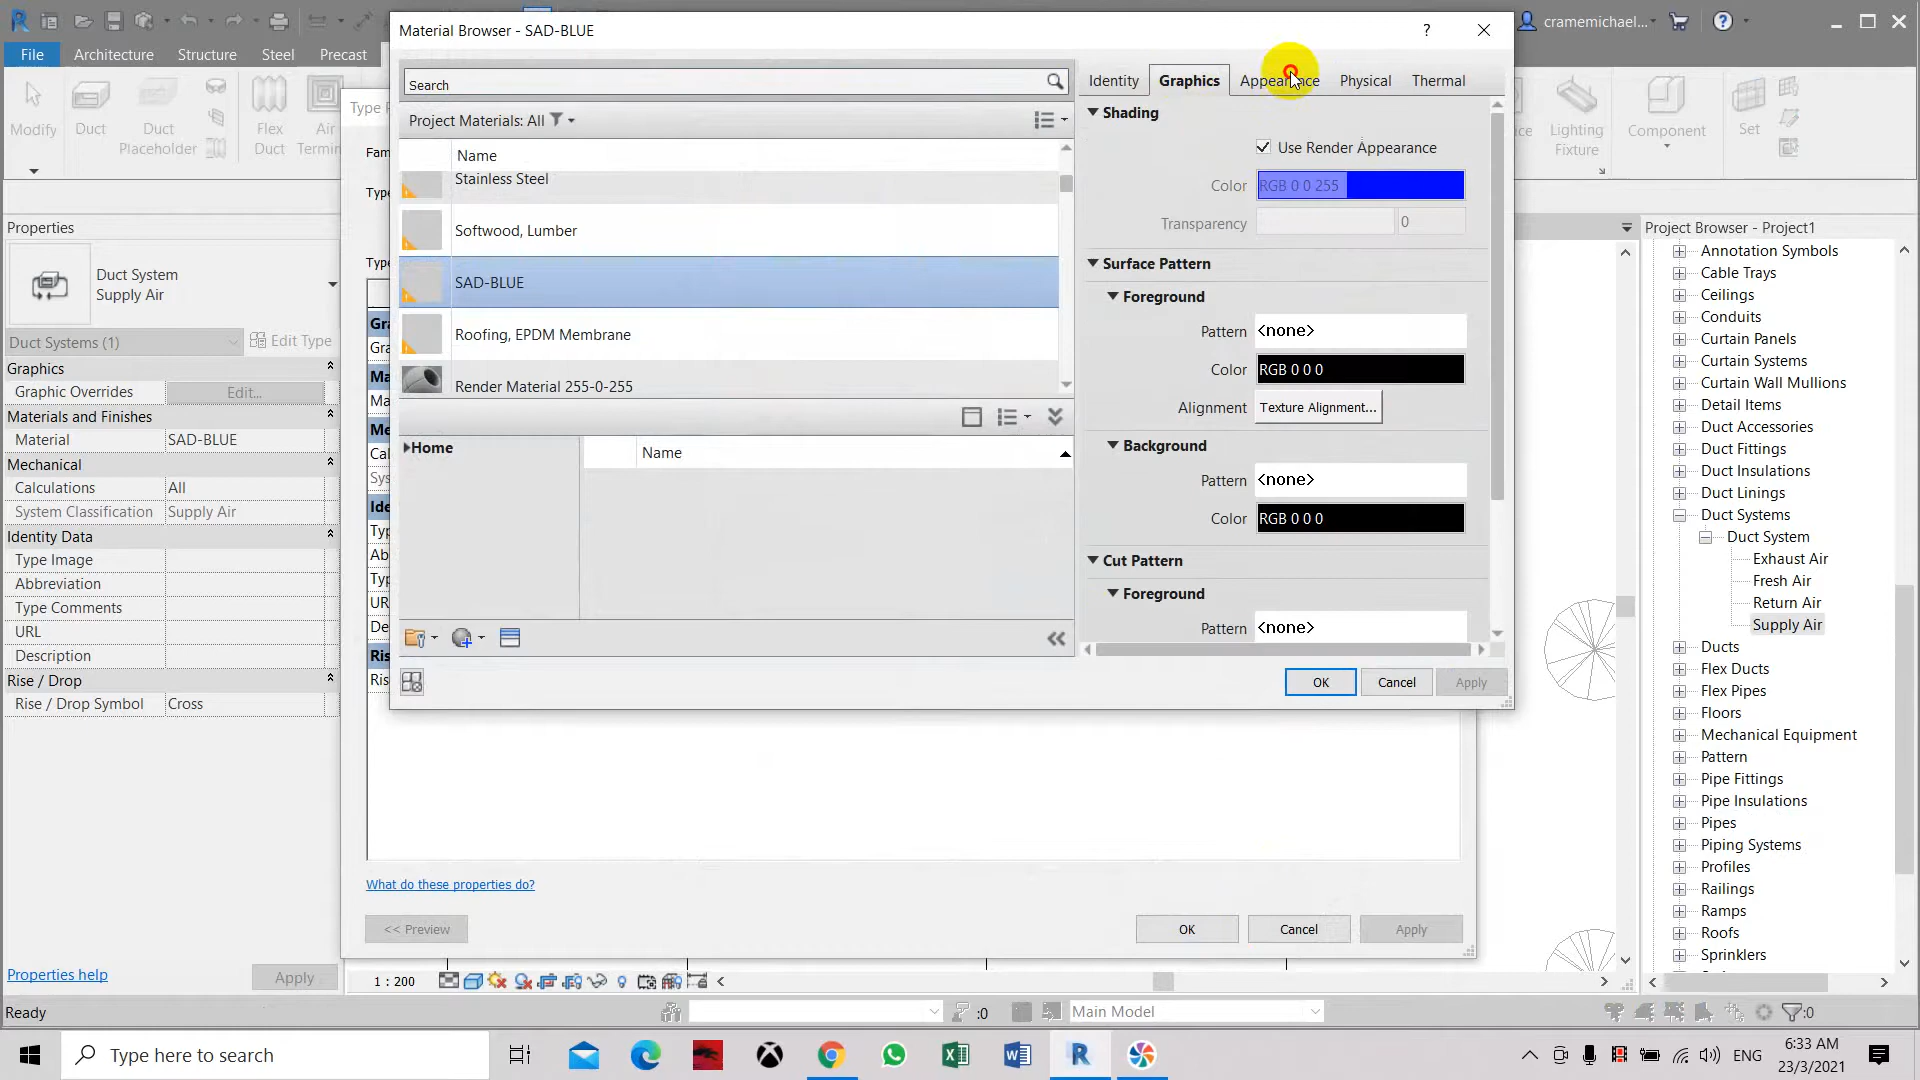 cramemichael...
File
Architecture
Structure
Steel
Precast
Modify
Duct
Duct
Placeholder
Flex
Duct
Air
Lighting
Fixture
Component
Set
Material Browser - SAD-BLUE
Search
Project Materials: All
Name
Stainless Steel
Softwood, Lumber
SAD-BLUE
Roofing, EPDM Membrane
Render Material 255-0-255
Home
Name
Identity
Graphics
Appearance
Physical
Thermal
Shading
Use Render Appearance
Color
RGB 0 0 255
Transparency
0
Surface Pattern
Foreground
Pattern
<none>
Color
RGB 0 0 0
Alignment
Texture Alignment...
Background
Pattern
<none>
Color
RGB 0 0 0
Cut Pattern
Foreground
Pattern
<none>
OK
Cancel
Apply
What do these properties do?
<< Preview
OK
Cancel
Apply
Properties
Duct System
Supply Air
Duct Systems (1)
Edit Type
Graphics
Graphic Overrides
Edit...
Materials and Finishes
Material
SAD-BLUE
Mechanical
Calculations
All
System Classification
Supply Air
Identity Data
Type Image
Abbreviation
Type Comments
URL
Description
Rise / Drop
Rise / Drop Symbol
Cross
Properties help
Apply
Project Browser - Project1
Annotation Symbols
Cable Trays
Ceilings
Conduits
Curtain Panels
Curtain Systems
Curtain Wall Mullions
Detail Items
Duct Accessories
Duct Fittings
Duct Insulations
Duct Linings
Duct Systems
Duct System
Exhaust Air
Fresh Air
Return Air
Supply Air
Ducts
Flex Ducts
Flex Pipes
Floors
Mechanical Equipment
Pattern
Pipe Fittings
Pipe Insulations
Pipes
Piping Systems
Profiles
Railings
Ramps
Roofs
Sprinklers
1 : 200
Ready
:0
Main Model
:0
Type here to search
ENG
6:33 AM
23/3/2021